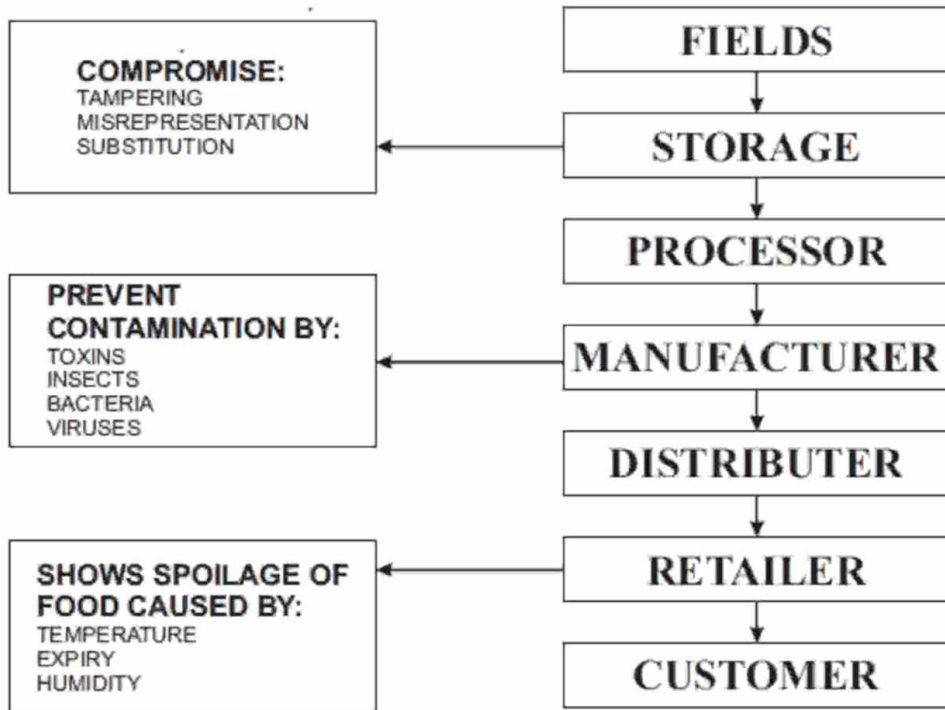 FIELDS
COMPROMISE:
TAMPERING
MISREPRESENTATION
SUBSTITUTION
STORAGE
PROCESSOR
PREVENT
CONTAMINATION BY:
TOXINS
INSECTS
BACTERIA
VIRUSES
MANUFACTURER
DISTRIBUTER
SHOWS SPOILAGE OF
FOOD CAUSED BY:
TEMPERATURE
EXPIRY
HUMIDITY
RETAILER
CUSTOMER